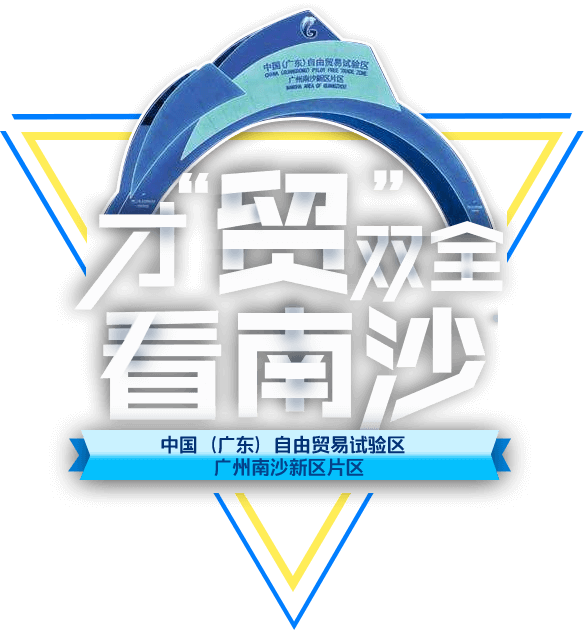 中国(广东)自由贸易试验区
CHINA (GUANGDONG) PILOT FREE TRADE ZONE
广州南沙新区片区
NANSHA AREA OF GUANGZHOU
才“贸”双全
看南沙
中国（广东）自由贸易试验区
广州南沙新区片区